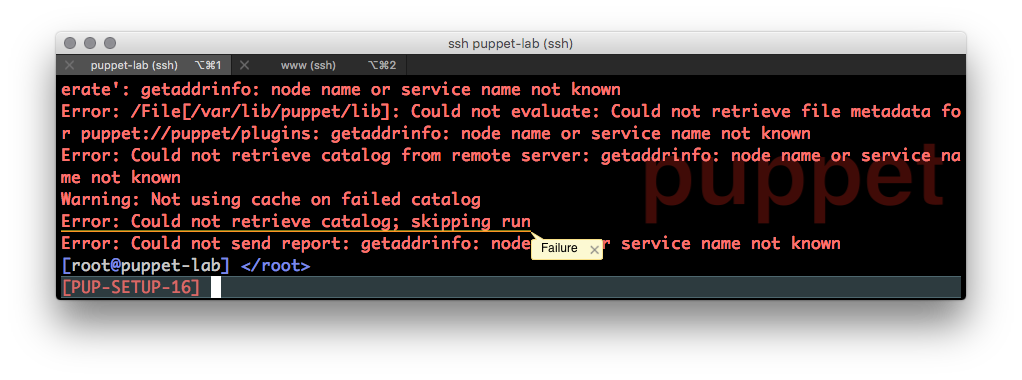 ssh puppet-lab (ssh)
puppet-lab (ssh) ⌥⌘1 www (ssh) ⌥⌘2
erate': getaddrinfo: node name or service name not known
Error: /File[/var/lib/puppet/lib]: Could not evaluate: Could not retrieve file metadata fo
r puppet://puppet/plugins: getaddrinfo: node name or service name not known
Error: Could not retrieve catalog from remote server: getaddrinfo: node name or service na
me not known
puppet
Warning: Not using cache on failed catalog
Error: Could not retrieve catalog; skipping run
Error: Could not send report: getaddrinfo: node r service name not known
Failure
[root@puppet-lab] </root>
[PUP-SETUP-16]